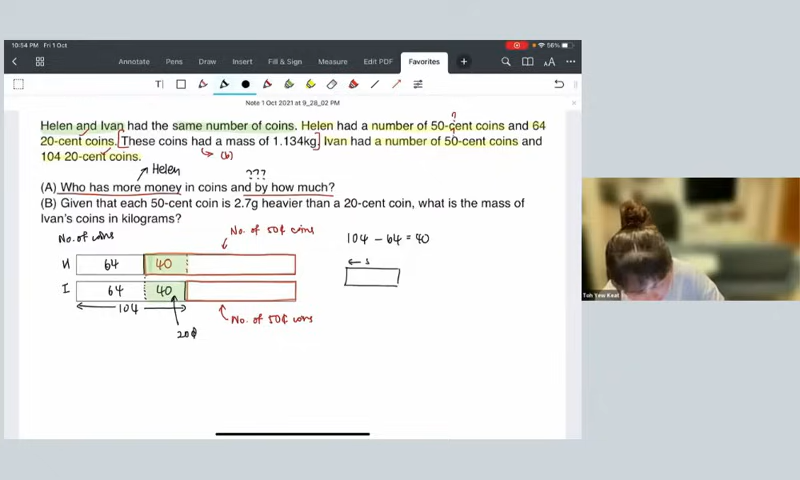 10:54 PM Fri 1 Oct
56%
Annotate Pens Draw Insert Fill & Sign Measure Edit PDF Favorites
Note 1 Oct 2021 at 9_28_02 PM
?
Helen and Ivan had the same number of coins. Helen had a number of 50-cent coins and 64
20-cent coins. These coins had a mass of 1.134kg. Ivan had a number of 50-cent coins and
104 20-cent coins.
(b)
Helen
???
(A) Who has more money in coins and by how much?
(B) Given that each 50-cent coin is 2.7g heavier than a 20-cent coin, what is the mass of
Ivan's coins in kilograms?
No. of coins
No. of 50¢ coins
104 - 64 = 40
H 64 40
I 64 40
104
No. of 50¢ coins
20¢
Toh Yew Keat